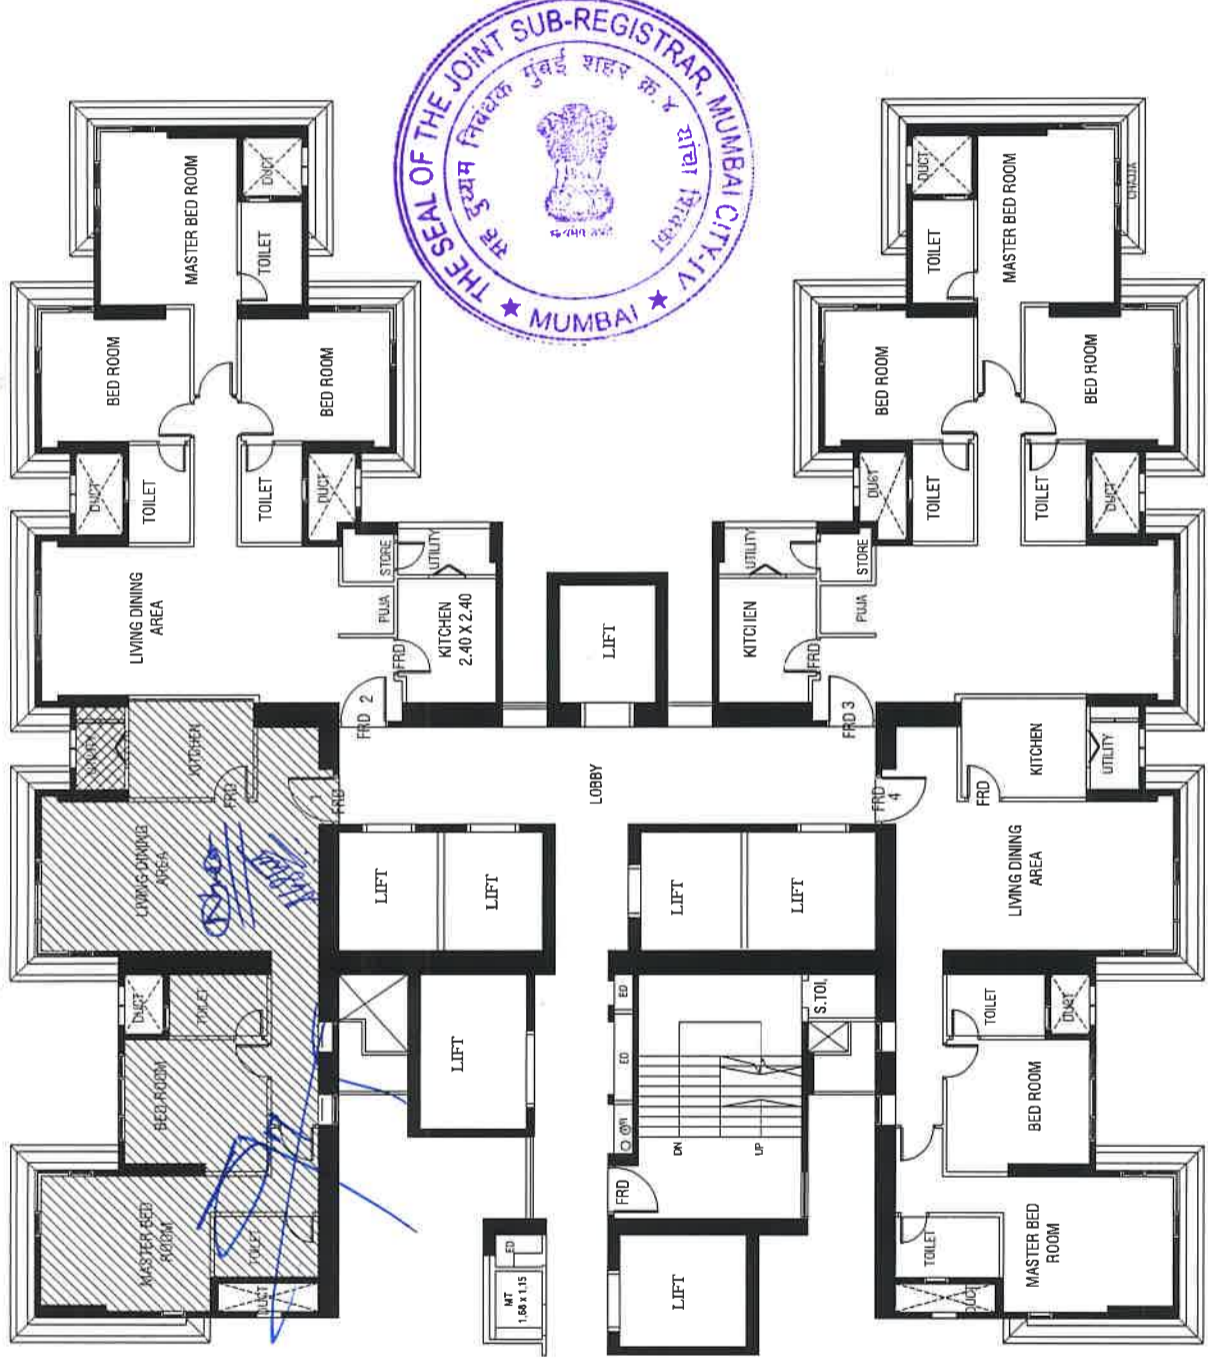 THE SEAL OF THE JOINT SUB-REGISTRAR, MUMBAI CITY-IV
सह दुय्यम निबंधक मुंबई शहर क्र. ४ यांचा शिक्का
★ MUMBAI ★
MASTER BED ROOM
DUCT
TOILET
BED ROOM
BED ROOM
DUCT
TOILET
TOILET
DUCT
LIVING DINING
AREA
STORE
UTILITY
PUJA
KITCHEN
2.40 X 2.40
FRD
FRD 2
DUCT
MASTER BED ROOM
CHAJJA
TOILET
BED ROOM
BED ROOM
DUCT
TOILET
TOILET
DUCT
UTILITY
STORE
KITCHEN
PUJA
FRD
FRD 3
LIFT
LOBBY
UTILITY
KITCHEN
FRD
FRD 1
LIVING DINING
AREA
DUCT
TOILET
BED ROOM
MASTER BED
ROOM
TOILET
DUCT
LIFT
LIFT
LIFT
LIFT
LIFT
FRD 4
KITCHEN
UTILITY
FRD
LIVING DINING
AREA
TOILET
DUCT
BED ROOM
MASTER BED
ROOM
TOILET
DUCT
ED
ED
S.TOI.
DN
UP
FRD
LIFT
ED
MT
1.68 x 1.15